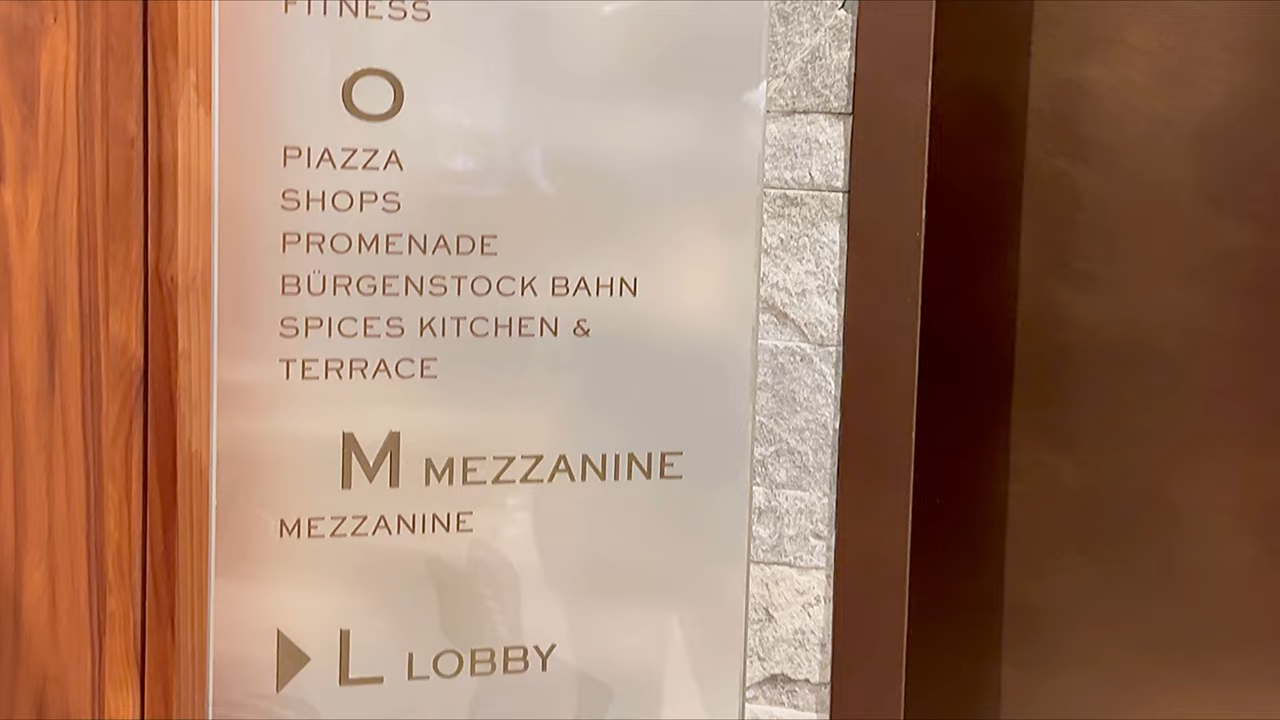 FITNESS
O
PIAZZA
SHOPS
PROMENADE
BÜRGENSTOCK BAHN
SPICES KITCHEN &
TERRACE
M MEZZANINE
MEZZANINE
L LOBBY